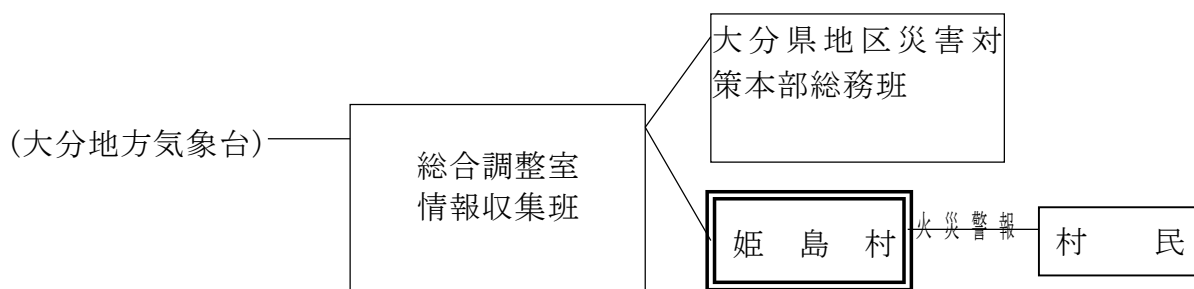 大分県地区災害対
策本部総務班
(大分地方気象台)
総合調整室
情報収集班
姫島村
火災警報
村民